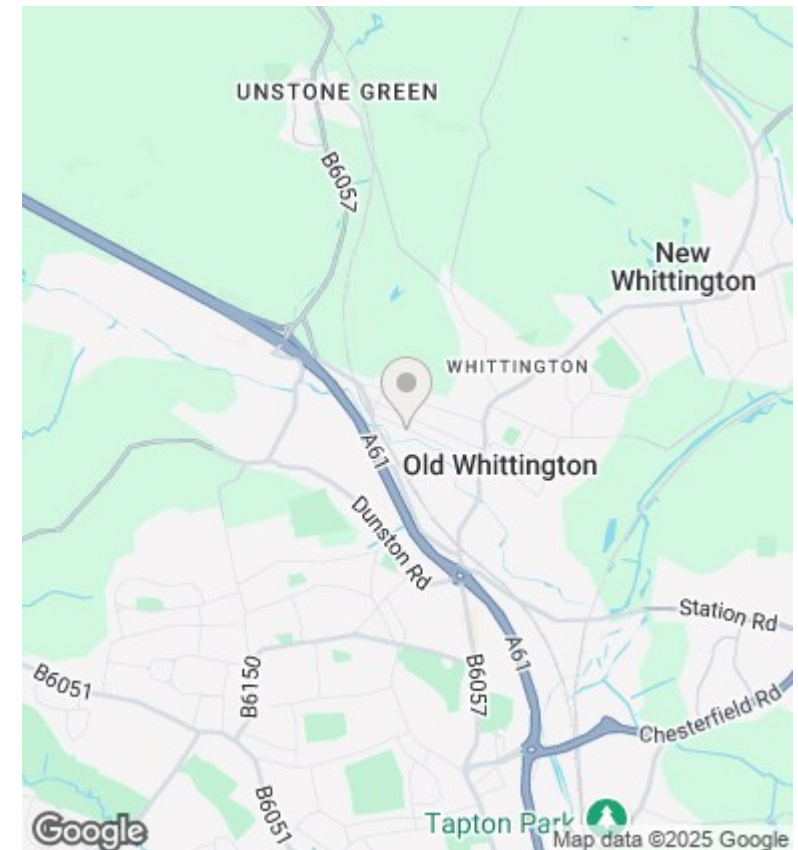 UNSTONE GREEN
B6057
New
Whittington
WHITTINGTON
A61
Old Whittington
Dunston Rd
Station Rd
A61
B6051
B6150
B6057
Chesterfield Rd
B6051
Tapton Park
Google
Map data ©2025 Google